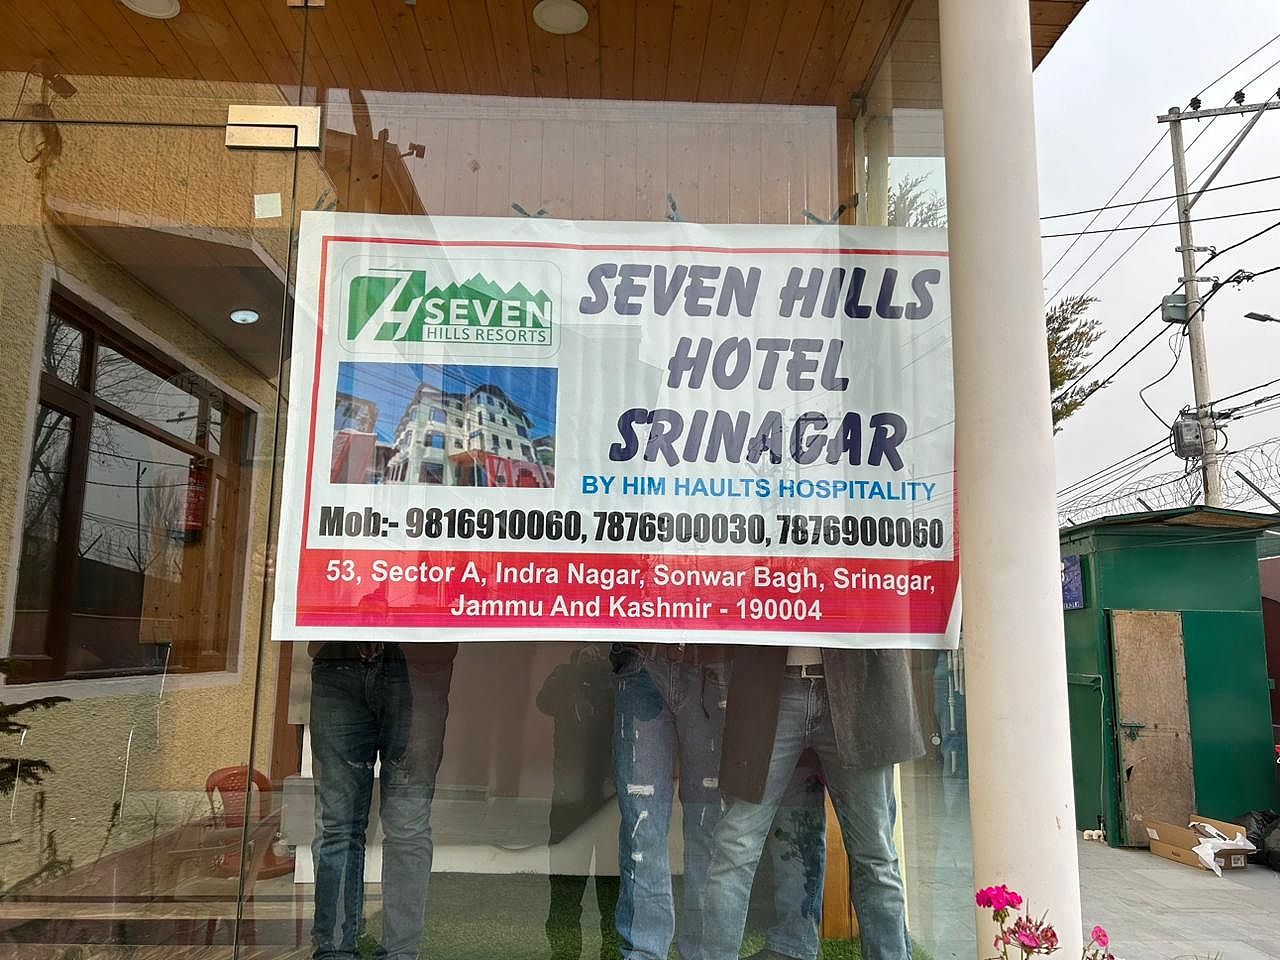 7H SEVEN
HILLS RESORTS
SEVEN HILLS
HOTEL
SRINAGAR
BY HIM HAULTS HOSPITALITY
Mob:- 9816910060, 7876900030, 7876900060
53, Sector A, Indra Nagar, Sonwar Bagh, Srinagar,
Jammu And Kashmir - 190004